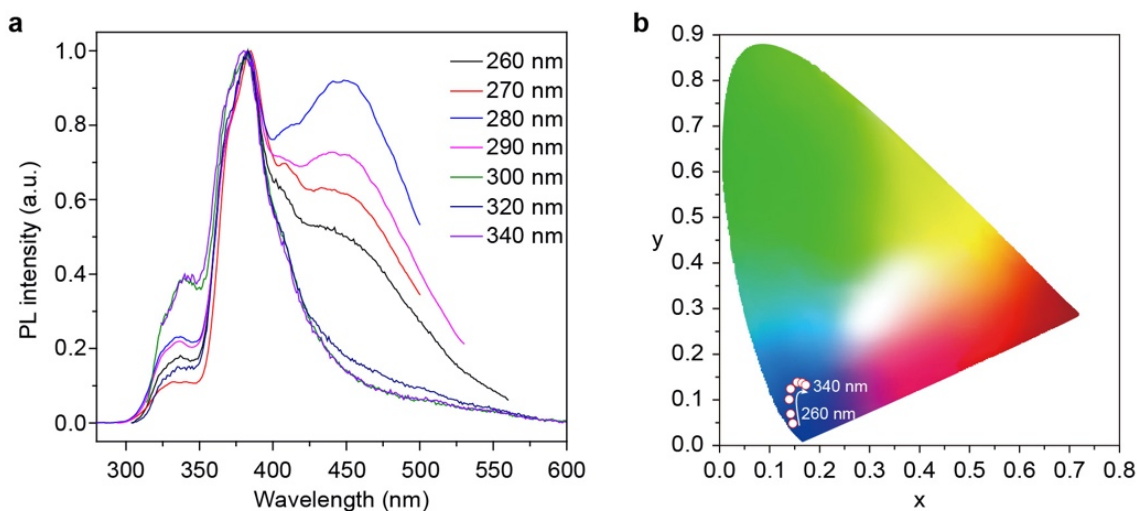 a
PL intensity (a.u.)
1.0
0.8
0.6
0.4
0.2
0.0
260 nm
270 nm
280 nm
290 nm
300 nm
320 nm
340 nm
300 350 400 450 500 550 600
Wavelength (nm)
b
y
0.9
0.8
0.7
0.6
0.5
0.4
0.3
0.2
0.1
0.0
340 nm
260 nm
0.0 0.1 0.2 0.3 0.4 0.5 0.6 0.7 0.8
x